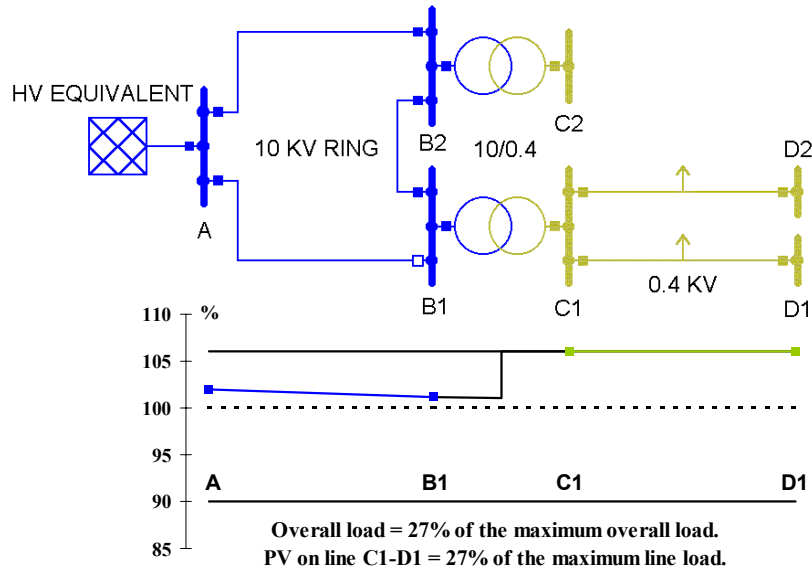 HV EQUIVALENT
A
10 KV RING
B2
10/0.4
C2
D2
B1
C1
0.4 KV
D1
110
%
105
100
95
90
85
A
B1
C1
D1
Overall load = 27% of the maximum overall load.
PV on line C1-D1 = 27% of the maximum line load.